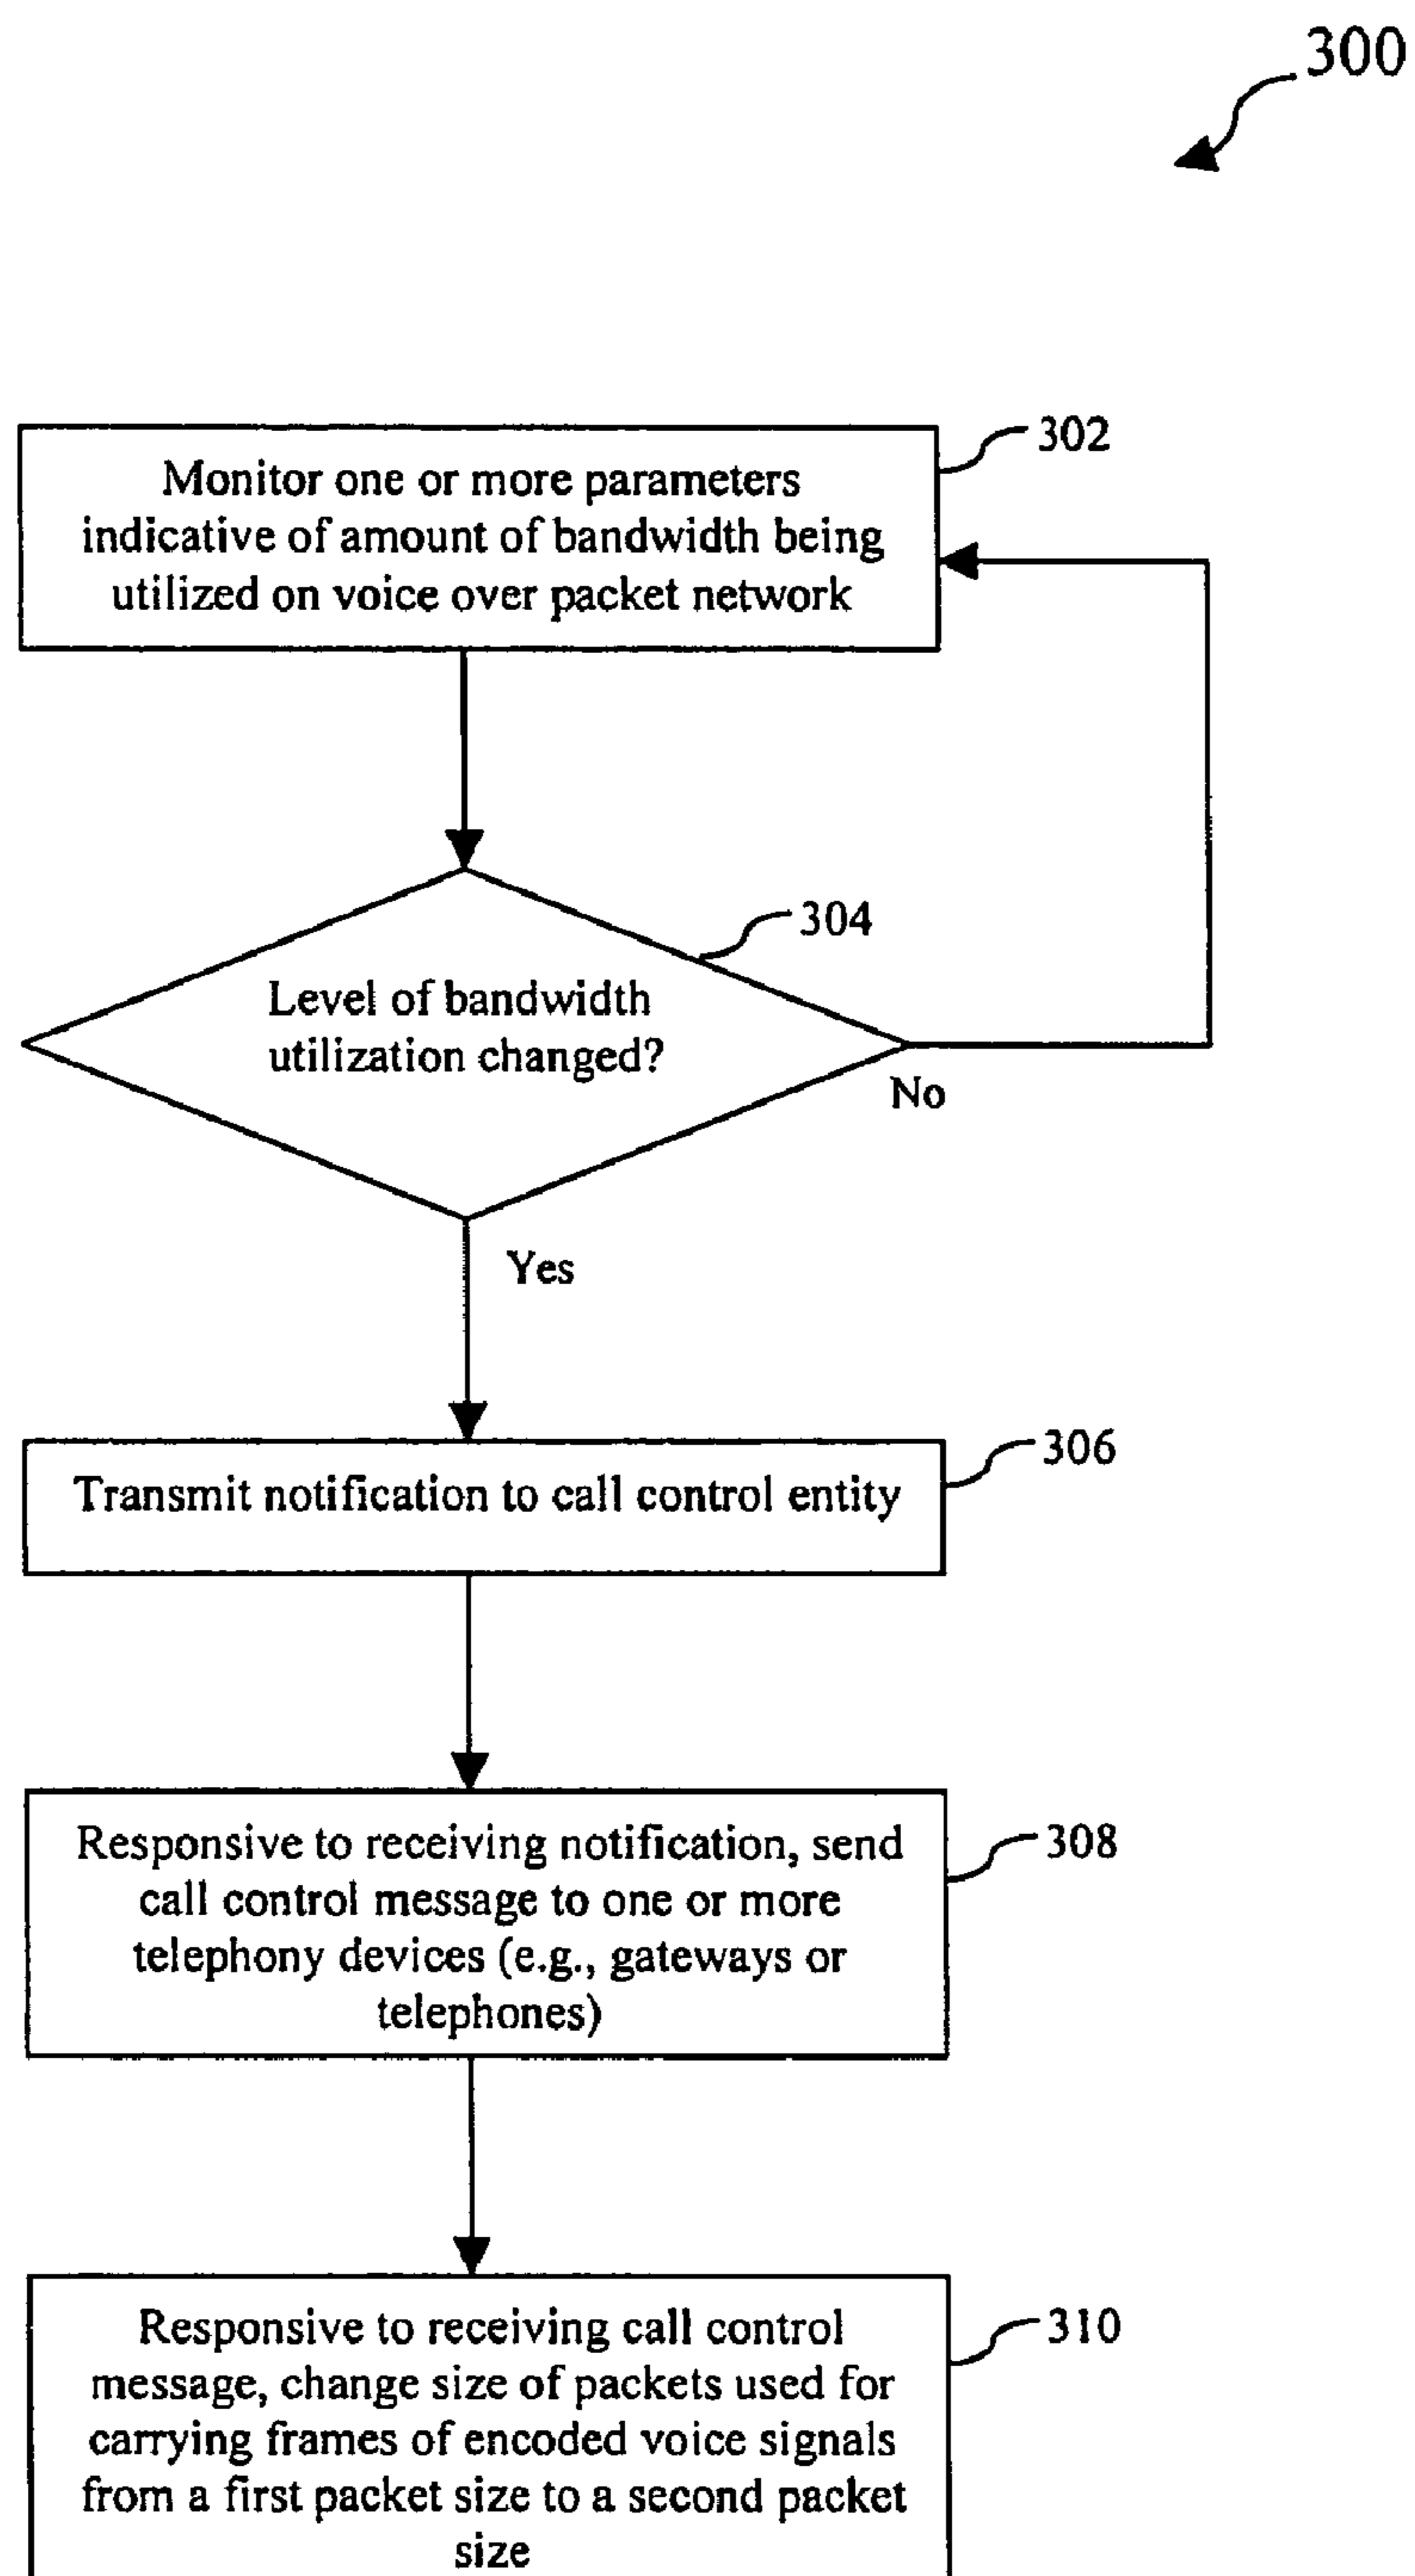 300
302
Monitor one or more parameters
indicative of amount of bandwidth being
utilized on voice over packet network
304
Level of bandwidth
utilization changed?
No
Yes
306
Transmit notification to call control entity
308
Responsive to receiving notification, send
call control message to one or more
telephony devices (e.g., gateways or
telephones)
310
Responsive to receiving call control
message, change size of packets used for
carrying frames of encoded voice signals
from a first packet size to a second packet
size